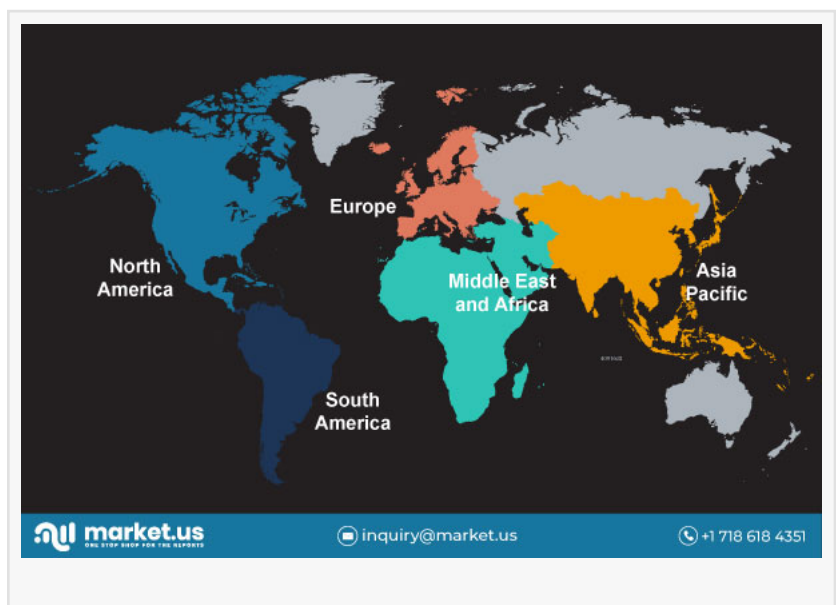 Europe
North
America
Middle East
and Africa
Asia
Pacific
South
America
market.us
ONE STOP SHOP FOR THE REPORTS
inquiry@market.us
+1 718 618 4351